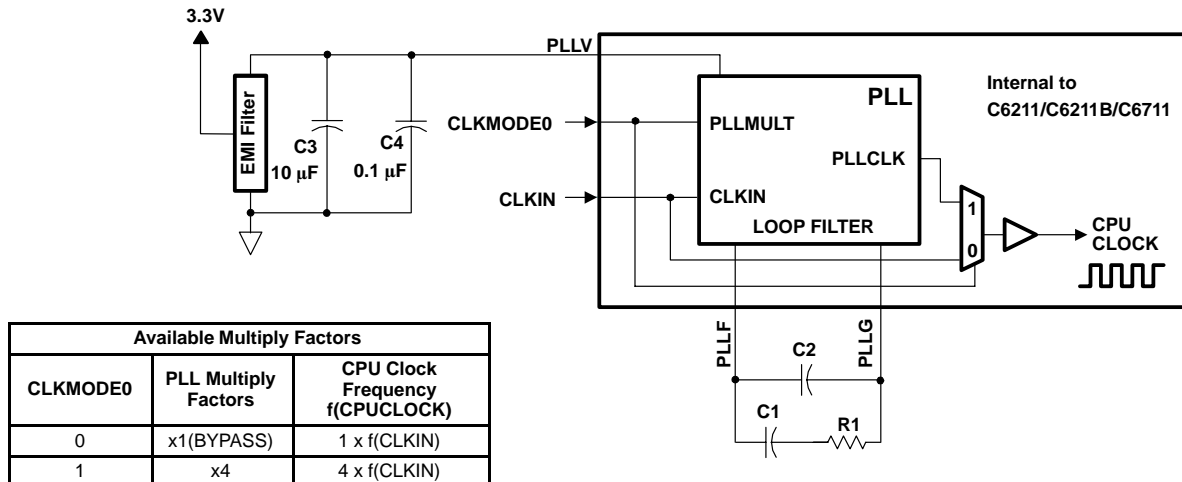 3.3V
PLLV
EMI Filter
C3
10 μF
C4
0.1 μF
CLKMODE0
CLKIN
PLL
PLLMULT
PLLCLK
CLKIN
LOOP FILTER
Internal to
C6211/C6211B/C6711
1
0
CPU
CLOCK
PLLF
PLLG
C2
C1
R1
Available Multiply Factors
CLKMODE0
PLL Multiply
Factors
CPU Clock
Frequency
f(CPUCLOCK)
0
x1(BYPASS)
1 x f(CLKIN)
1
x4
4 x f(CLKIN)